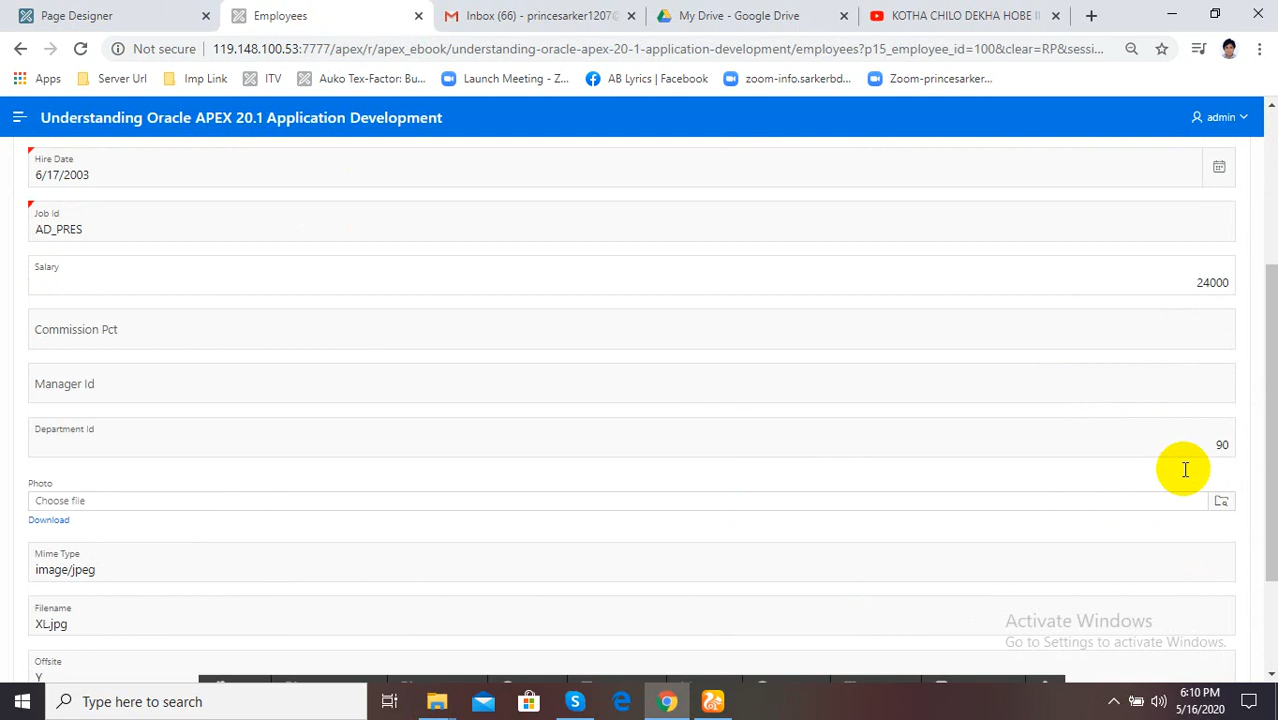 Page Designer
Employees
Inbox (66) - princesarker1207@
My Drive - Google Drive
KOTHA CHILO DEKHA HOBE I
Not secure
119.148.100.53:7777/apex/r/apex_ebook/understanding-oracle-apex-20-1-application-development/employees?p15_employee_id=100&clear=RP&sessi...
Apps
Server Url
Imp Link
ITV
Auko Tex-Factor: Bu...
Launch Meeting - Z...
AB Lyrics | Facebook
zoom-info.sarkerbd...
Zoom-princesarker...
Understanding Oracle APEX 20.1 Application Development
admin
Hire Date
6/17/2003
Job Id
AD_PRES
Salary
24000
Commission Pct
Manager Id
Department Id
90
Photo
Choose file
Download
Mime Type
image/jpeg
Filename
XL.jpg
Activate Windows
Go to Settings to activate Windows.
Offsite
Y
Type here to search
6:10 PM
5/16/2020